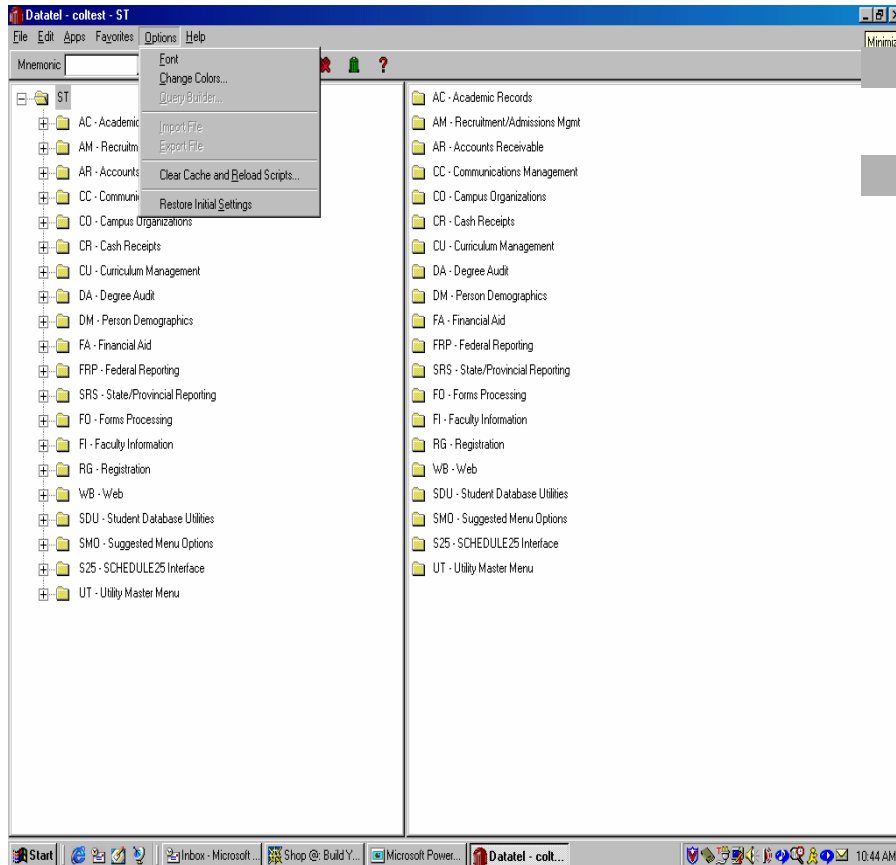 Datatel - coltest - ST
File Edit Apps Favorites Options Help
Mnemonic
?
Font
Change Colors...
Query Builder...
Import File
Export File
Clear Cache and Reload Scripts...
Restore Initial Settings
ST
AC - Academic
AM - Recruitm
AR - Accounts
CC - Communi
CO - Campus Organizations
CR - Cash Receipts
CU - Curriculum Management
DA - Degree Audit
DM - Person Demographics
FA - Financial Aid
FRP - Federal Reporting
SRS - State/Provincial Reporting
FO - Forms Processing
FI - Faculty Information
RG - Registration
WB - Web
SDU - Student Database Utilities
SMO - Suggested Menu Options
S25 - SCHEDULE25 Interface
UT - Utility Master Menu
AC - Academic Records
AM - Recruitment/Admissions Mgmt
AR - Accounts Receivable
CC - Communications Management
CO - Campus Organizations
CR - Cash Receipts
CU - Curriculum Management
DA - Degree Audit
DM - Person Demographics
FA - Financial Aid
FRP - Federal Reporting
SRS - State/Provincial Reporting
FO - Forms Processing
FI - Faculty Information
RG - Registration
WB - Web
SDU - Student Database Utilities
SMO - Suggested Menu Options
S25 - SCHEDULE25 Interface
UT - Utility Master Menu
Minimiz
Start
Inbox - Microsoft ...
Shop @: Build Y...
Microsoft Power...
Datatel - colt...
10:44 AM